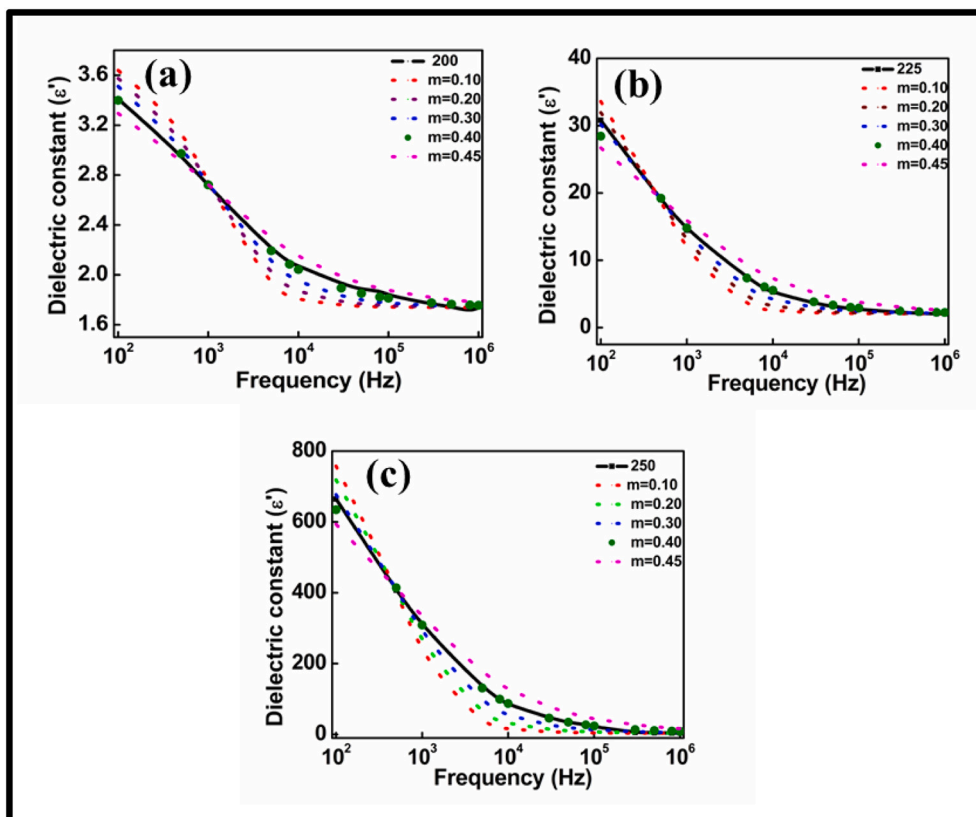 (a)
Dielectric constant (ε')
3.6
3.2
2.8
2.4
2.0
1.6
10² 10³ 10⁴ 10⁵ 10⁶
Frequency (Hz)
200
m=0.10
m=0.20
m=0.30
m=0.40
m=0.45
(b)
Dielectric constant (ε')
40
30
20
10
0
10² 10³ 10⁴ 10⁵ 10⁶
Frequency (Hz)
225
m=0.10
m=0.20
m=0.30
m=0.40
m=0.45
(c)
Dielectric constant (ε')
800
600
400
200
0
10² 10³ 10⁴ 10⁵ 10⁶
Frequency (Hz)
250
m=0.10
m=0.20
m=0.30
m=0.40
m=0.45